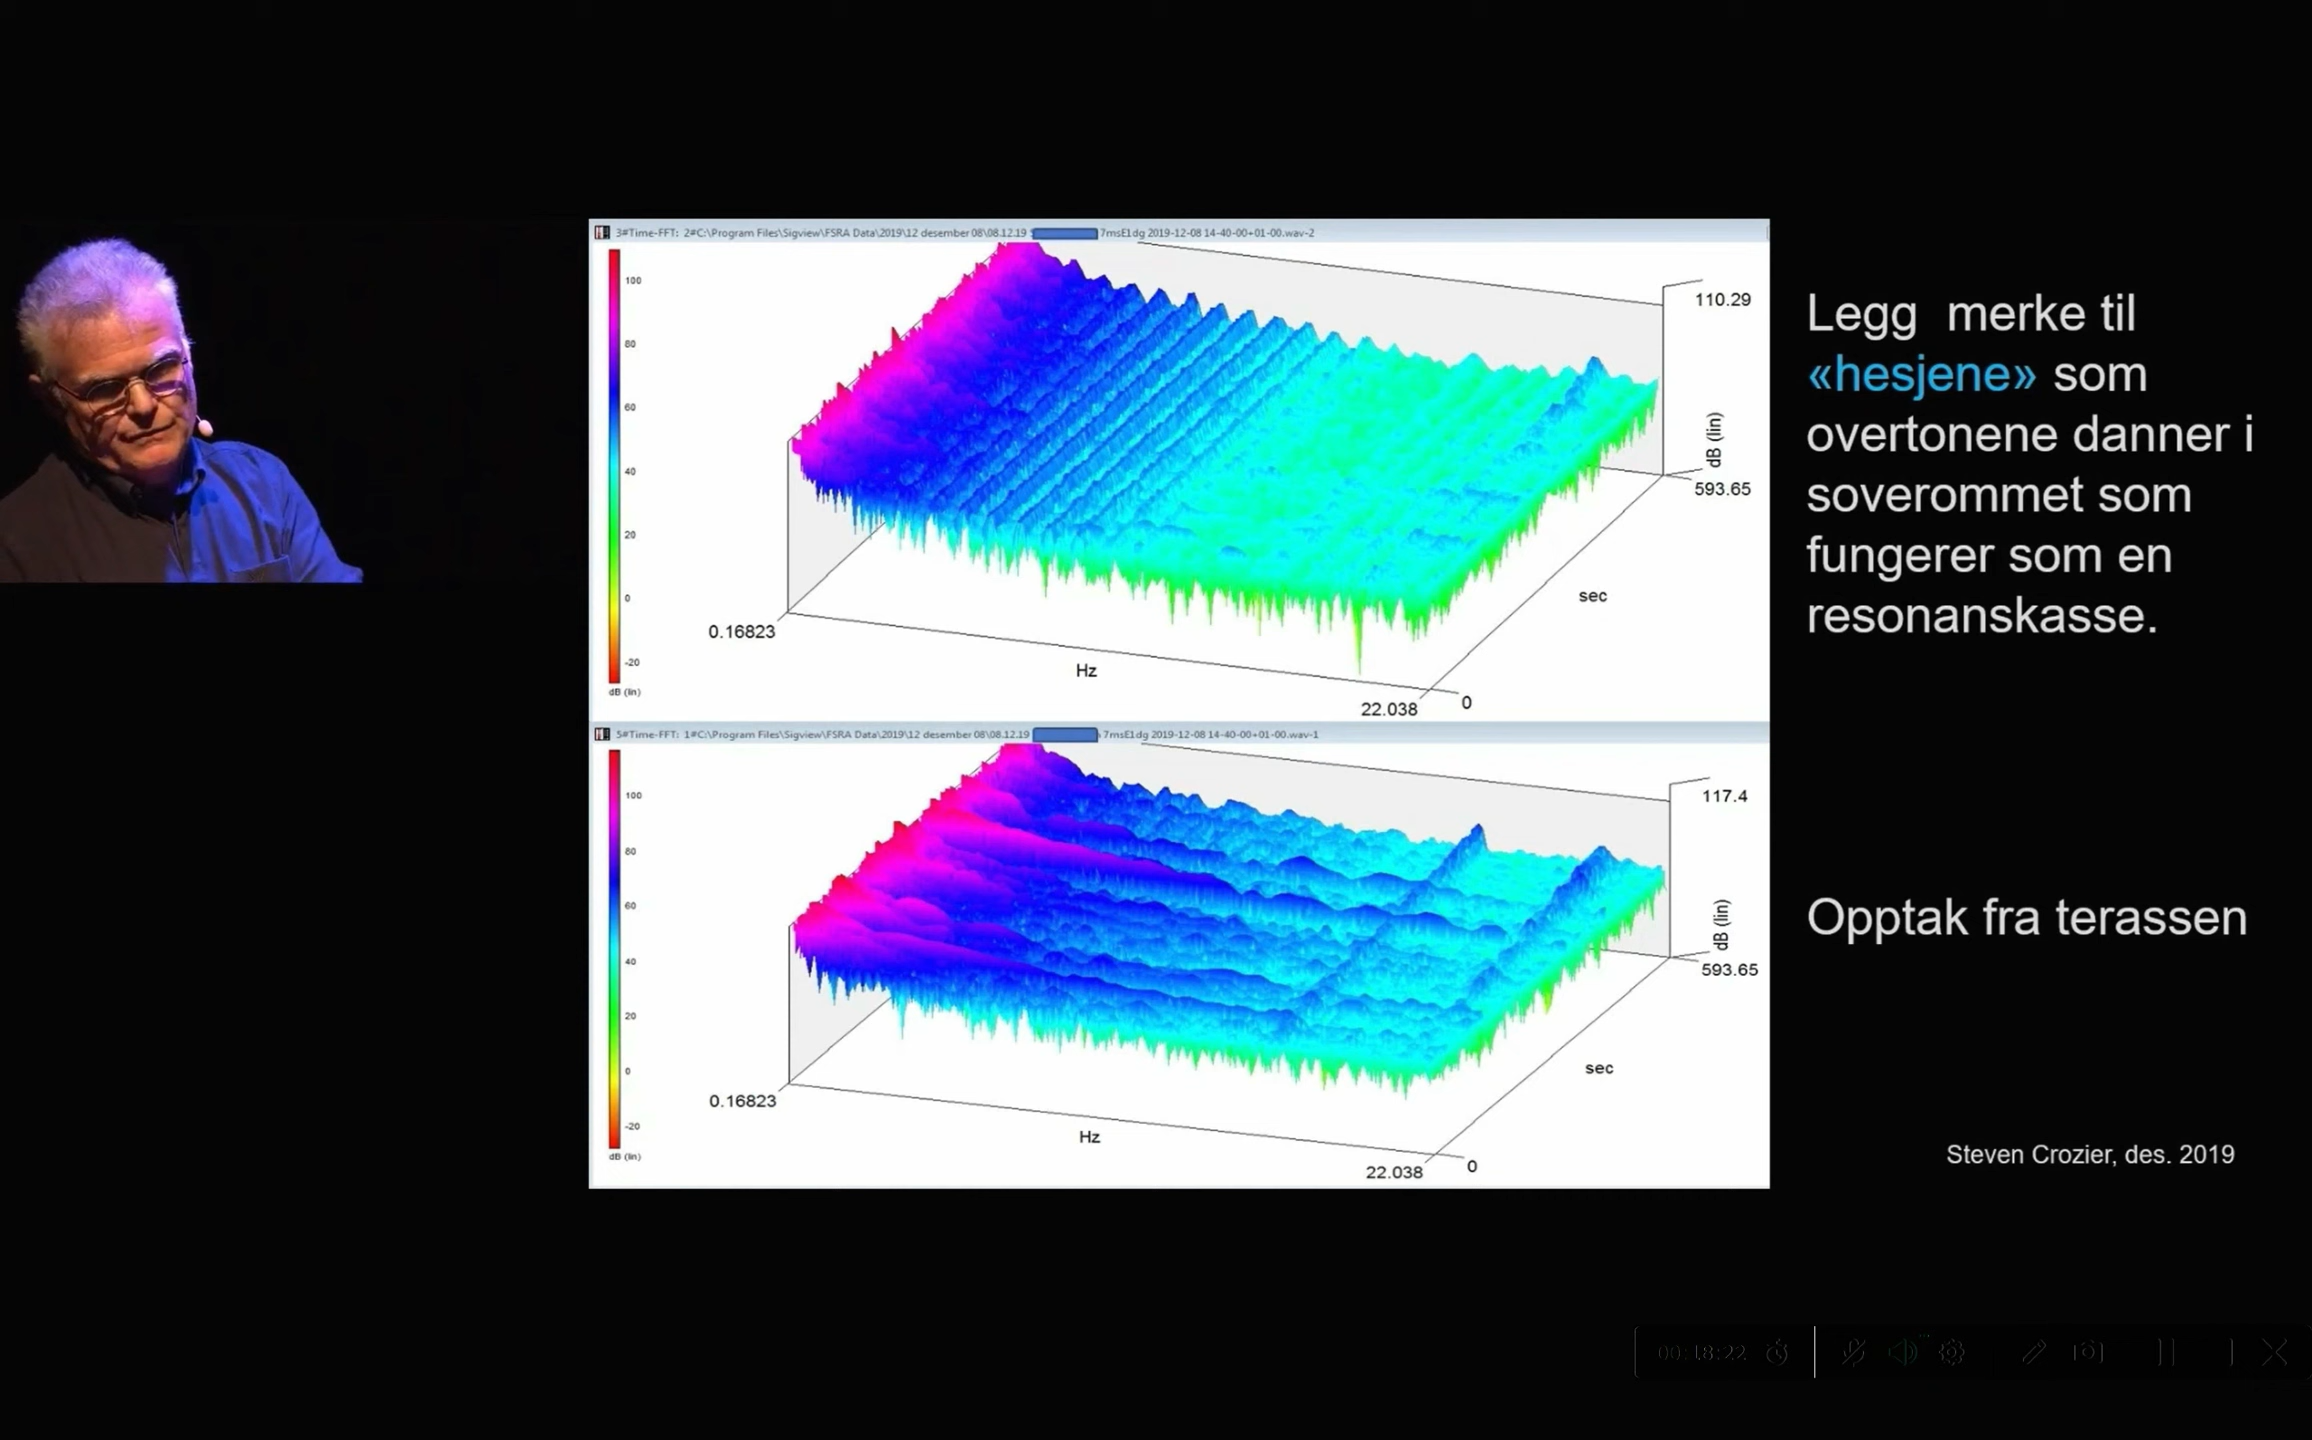 3#Time-FFT: 2#C:\Program Files\Sigview\FSRA Data\2019\12 desember 08\08.12.19 7msE1dg 2019-12-08 14-40-00+01-00.wav-2
100
80
60
40
20
0
-20
dB (lin)
110.29
dB (lin)
593.65
sec
0.16823
Hz
22.038
0
Legg  merke til
«hesjene» som
overtonene danner i
soverommet som
fungerer som en
resonanskasse.
5#Time-FFT: 1#C:\Program Files\Sigview\FSRA Data\2019\12 desember 08\08.12.19 7msE1dg 2019-12-08 14-40-00+01-00.wav-1
100
80
60
40
20
0
-20
dB (lin)
117.4
dB (lin)
593.65
sec
0.16823
Hz
22.038
0
Opptak fra terassen
Steven Crozier, des. 2019
00:18:22